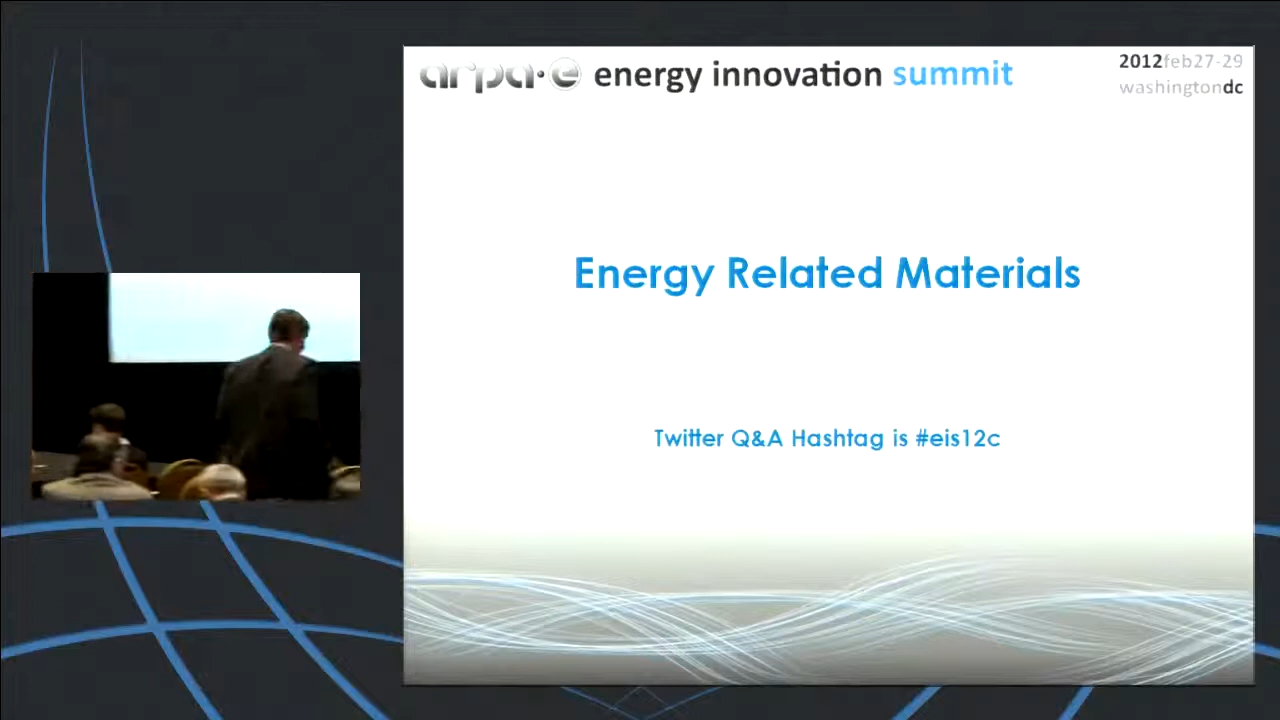 arpa·e energy innovation summit
2012feb27-29
washingtondc
Energy Related Materials
Twitter Q&A Hashtag is #eis12c